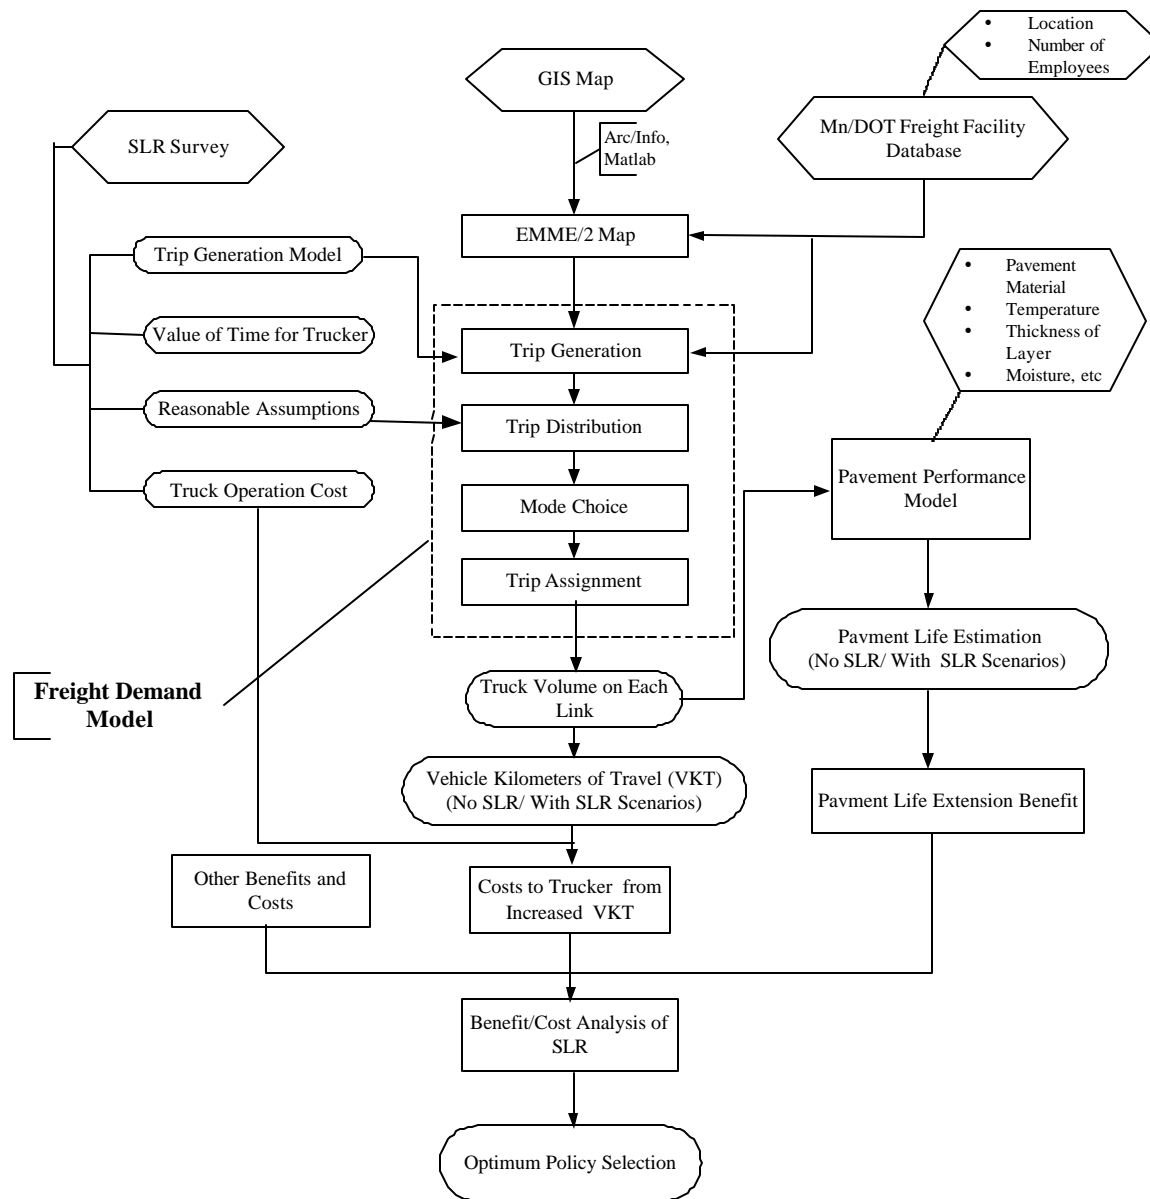 • Location
• Number of
Employees
GIS Map
Mn/DOT Freight Facility
Database
SLR Survey
Arc/Info,
Matlab
EMME/2 Map
Trip Generation Model
• Pavement
Material
• Temperature
• Thickness of
Layer
• Moisture, etc
Value of Time for Trucker
Trip Generation
Reasonable Assumptions
Trip Distribution
Truck Operation Cost
Mode Choice
Pavement Performance
Model
Trip Assignment
Pavment Life Estimation
(No SLR/ With SLR Scenarios)
Freight Demand
Model
Truck Volume on Each
Link
Vehicle Kilometers of Travel (VKT)
(No SLR/ With SLR Scenarios)
Pavment Life Extension Benefit
Other Benefits and
Costs
Costs to Trucker from
Increased VKT
Benefit/Cost Analysis of
SLR
Optimum Policy Selection